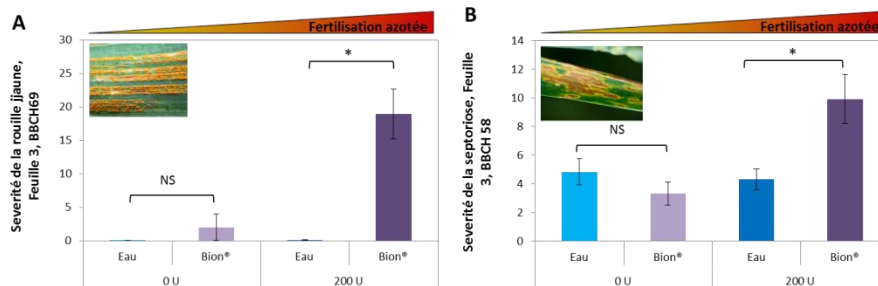 A
Fertilisation azotée
Severité de la rouille jjaune,
Feuille 3, BBCH69
30
25
20
15
10
5
0
NS
*
Eau
Bion®
Eau
Bion®
0 U
200 U
B
Fertilisation azotée
Severité de la septoriose, Feuille
3, BBCH 58
14
12
10
8
6
4
2
0
NS
*
Eau
Bion®
Eau
Bion®
0 U
200 U